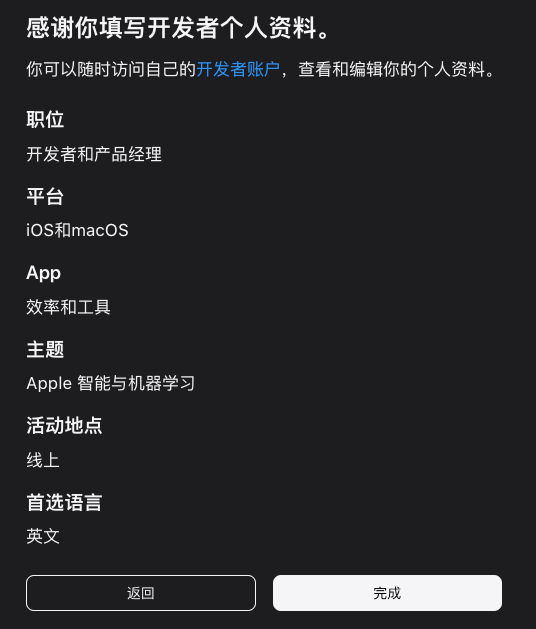 感谢你填写开发者个人资料。
你可以随时访问自己的开发者账户，查看和编辑你的个人资料。
职位
开发者和产品经理
平台
iOS和macOS
App
效率和工具
主题
Apple 智能与机器学习
活动地点
线上
首选语言
英文
返回
完成